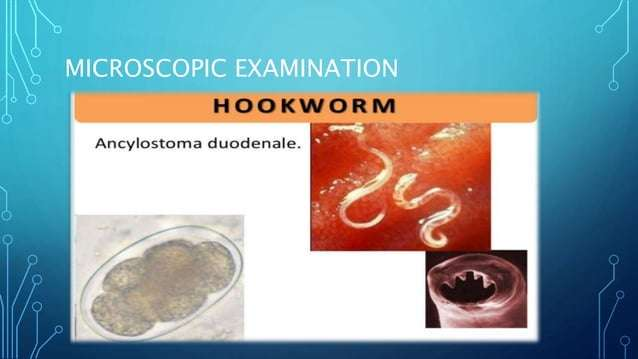 MICROSCOPIC EXAMINATION
HOOKWORM
Ancylostoma duodenale.